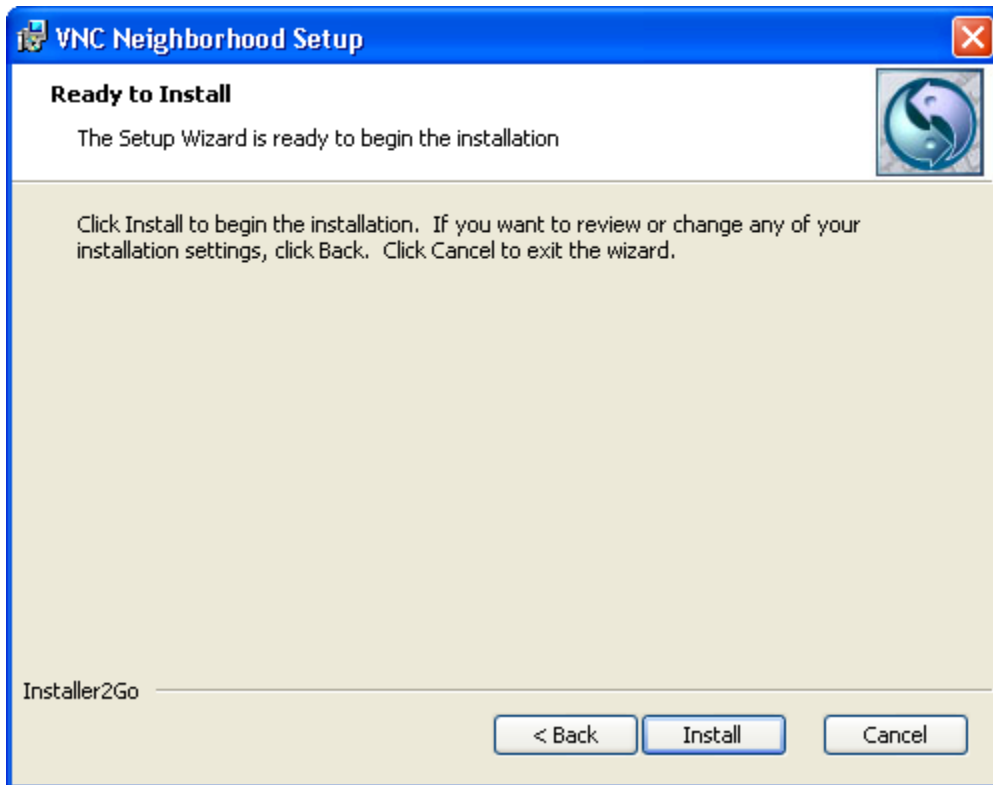 VNC Neighborhood Setup
Ready to Install
The Setup Wizard is ready to begin the installation
Click Install to begin the installation.  If you want to review or change any of your
installation settings, click Back.  Click Cancel to exit the wizard.
Installer2Go
< Back
Install
Cancel